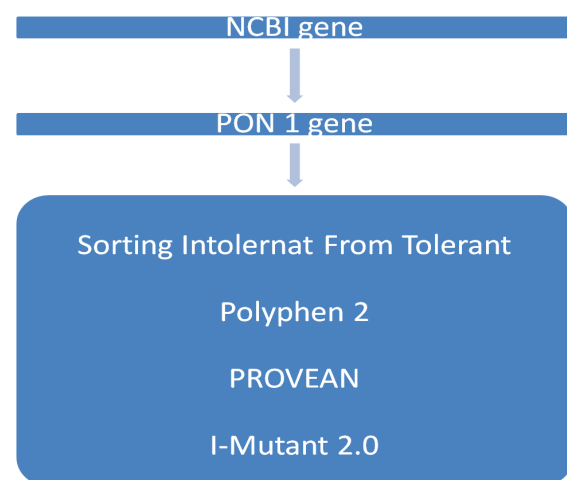 NCBI gene
PON 1 gene
Sorting Intolernat From Tolerant
Polyphen 2
PROVEAN
I-Mutant 2.0